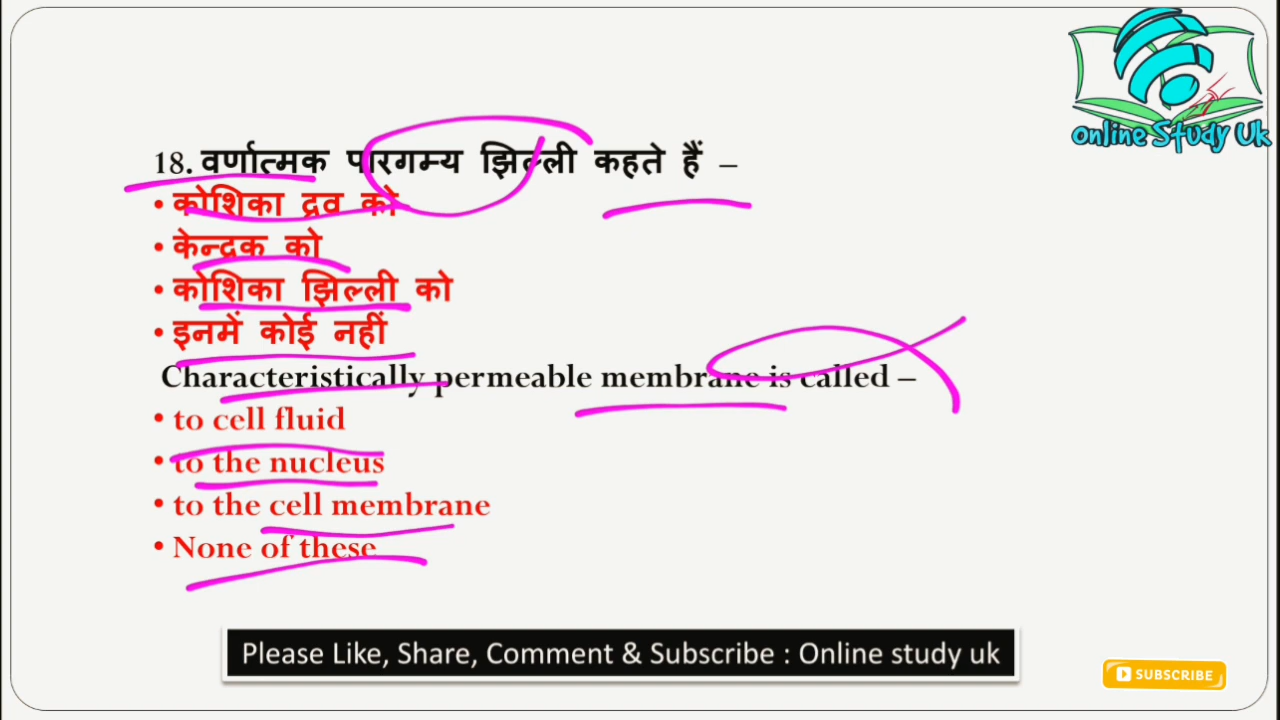 Online Study Uk
18. वर्णात्मक पारगम्य झिल्ली कहते हैं –
• कोशिका द्रव को
• केन्द्रक को
• कोशिका झिल्ली को
• इनमें कोई नहीं
Characteristically permeable membrane is called –
• to cell fluid
• to the nucleus
• to the cell membrane
• None of these
Please Like, Share, Comment & Subscribe : Online study uk
SUBSCRIBE